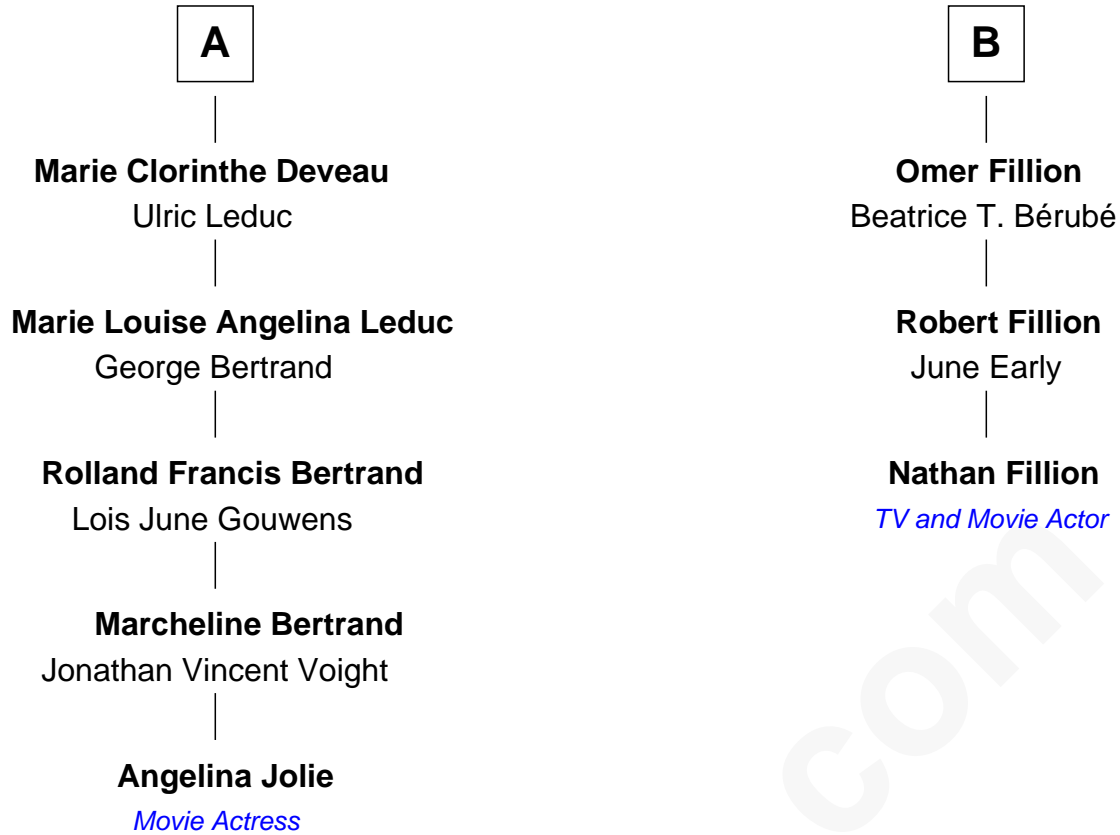 A
Marie Clorinthe Deveau
Ulric Leduc
Marie Louise Angelina Leduc
George Bertrand
Rolland Francis Bertrand
Lois June Gouwens
Marcheline Bertrand
Jonathan Vincent Voight
Angelina Jolie
Movie Actress
B
Omer Fillion
Beatrice T. Bérubé
Robert Fillion
June Early
Nathan Fillion
TV and Movie Actor
com